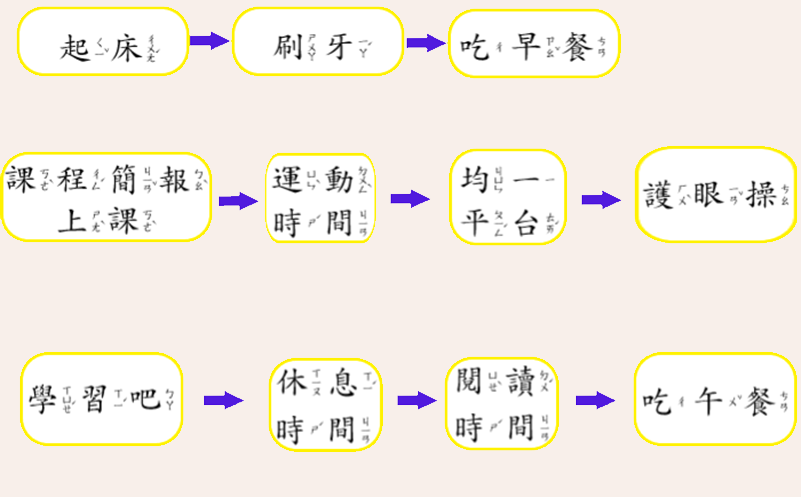 起床 刷牙 吃早餐
課程簡報 運動 均一 護眼操
上課 時間 平台
學習吧 休息 閱讀 吃午餐
時間 時間